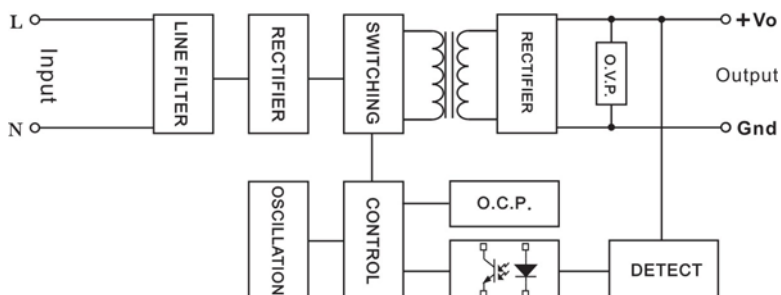 L
N
Input
LINE FILTER
RECTIFIER
SWITCHING
RECTIFIER
O.V.P.
+Vo
Output
Gnd
OSCILLATION
CONTROL
O.C.P.
DETECT